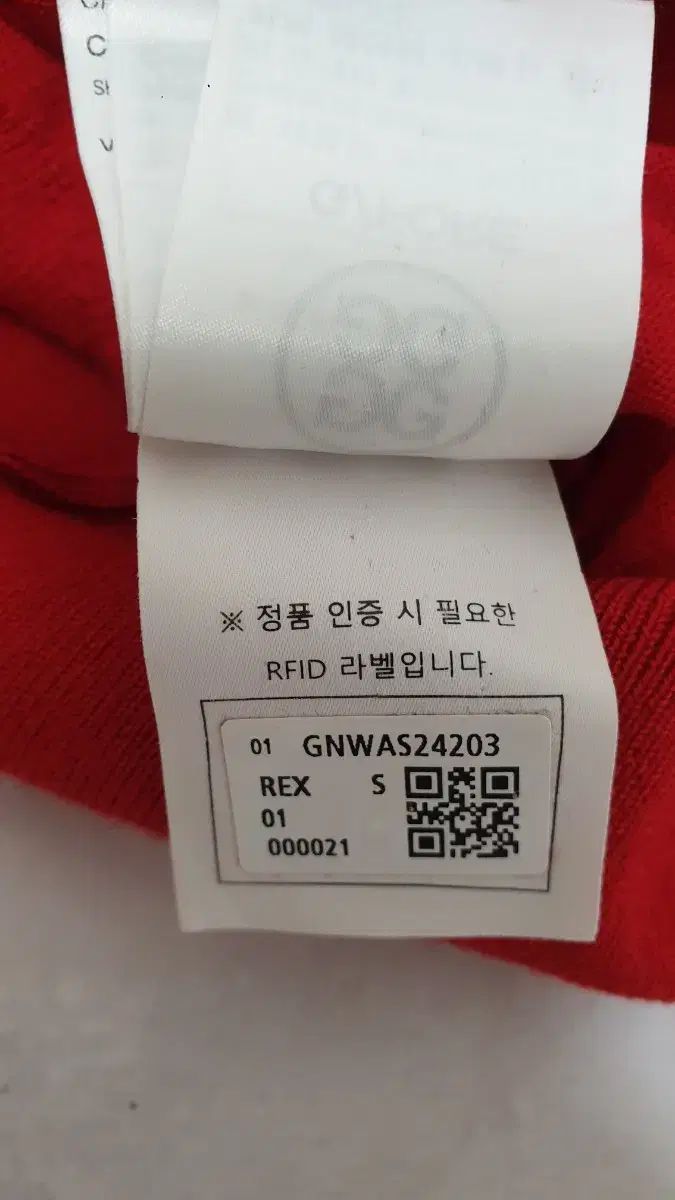 C
※ 정품 인증 시 필요한
RFID 라벨입니다.
01 GNWAS24203
REX S
01
000021